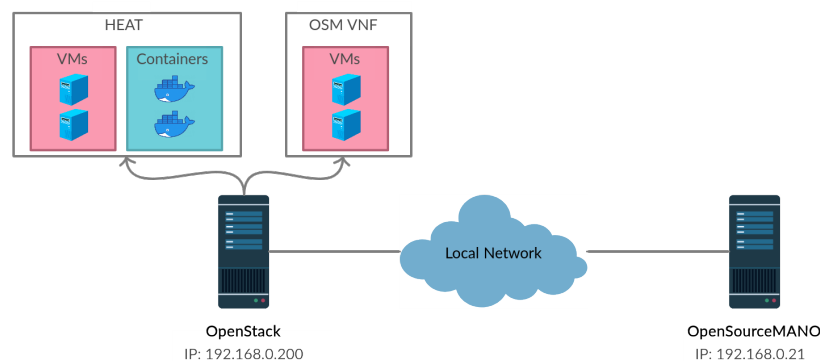 HEAT
OSM VNF
VMs
Containers
VMs
Local Network
OpenStack
IP: 192.168.0.200
OpenSourceMANO
IP: 192.168.0.21